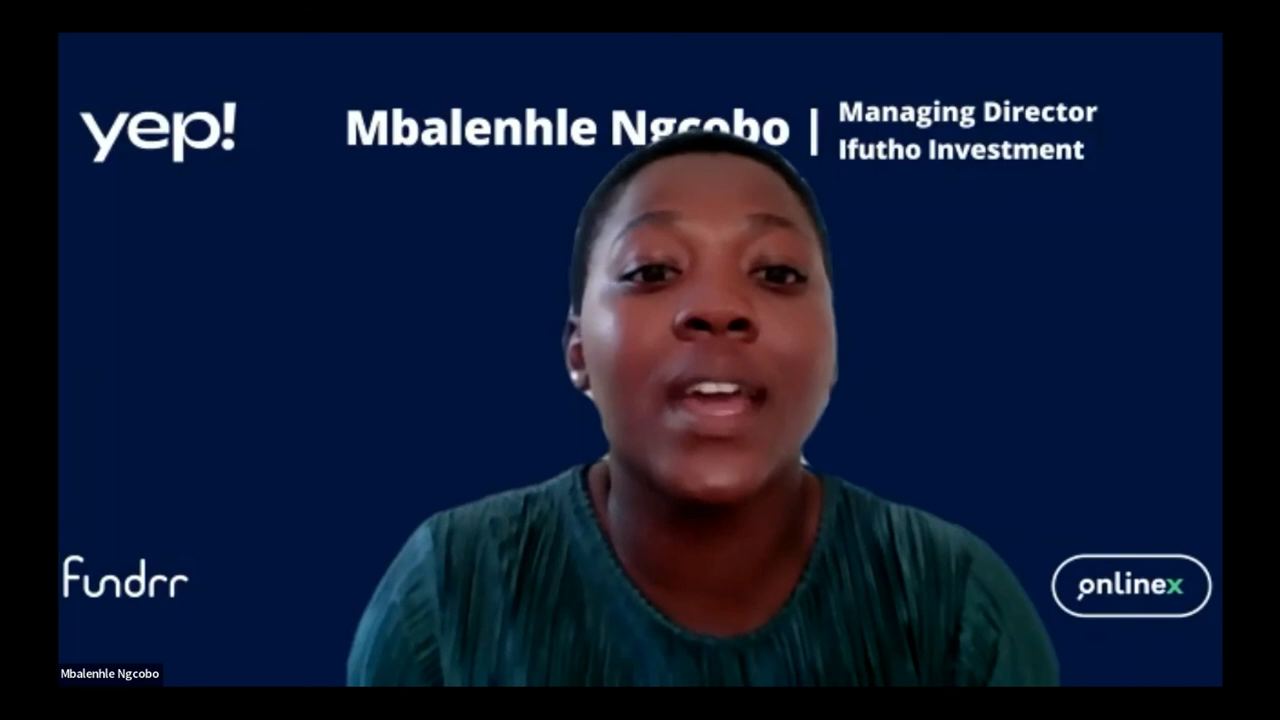 yep!
Mbalenhle Ngcobo |
Managing Director
Ifutho Investment
fundrr
onlinex
Mbalenhle Ngcobo